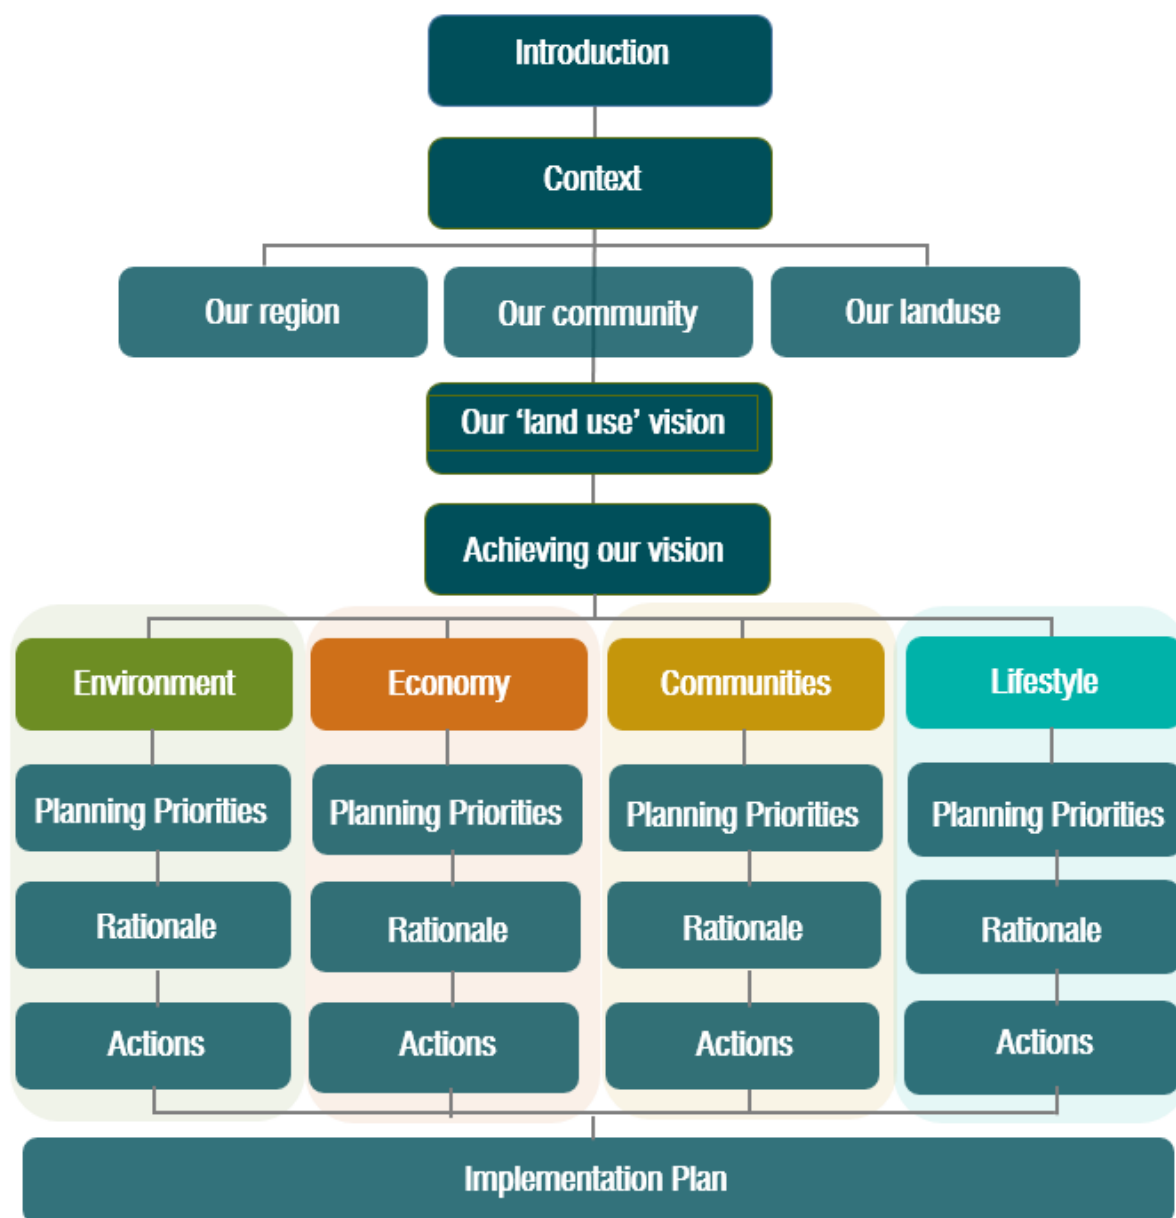 Introduction
Context
Our region
Our community
Our landuse
Our ‘land use’ vision
Achieving our vision
Environment
Economy
Communities
Lifestyle
Planning Priorities
Planning Priorities
Planning Priorities
Planning Priorities
Rationale
Rationale
Rationale
Rationale
Actions
Actions
Actions
Actions
Implementation Plan